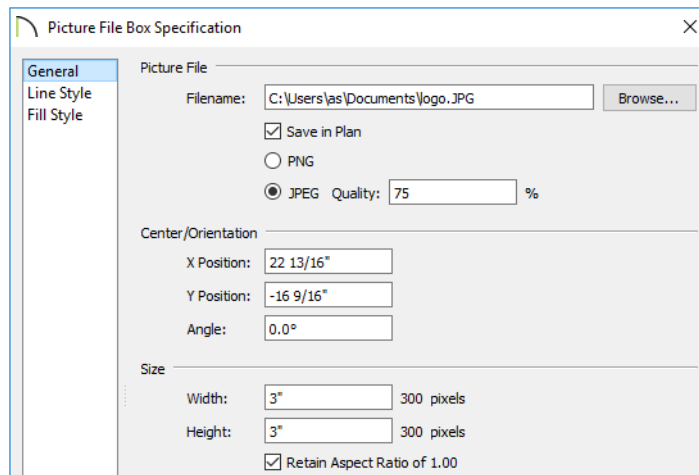 Picture File Box Specification
General
Line Style
Fill Style
Picture File
Filename: C:\Users\as\Documents\logo.JPG Browse...
Save in Plan
PNG
JPEG Quality: 75 %
Center/Orientation
X Position: 22 13/16"
Y Position: -16 9/16"
Angle: 0.0°
Size
Width: 3" 300 pixels
Height: 3" 300 pixels
Retain Aspect Ratio of 1.00